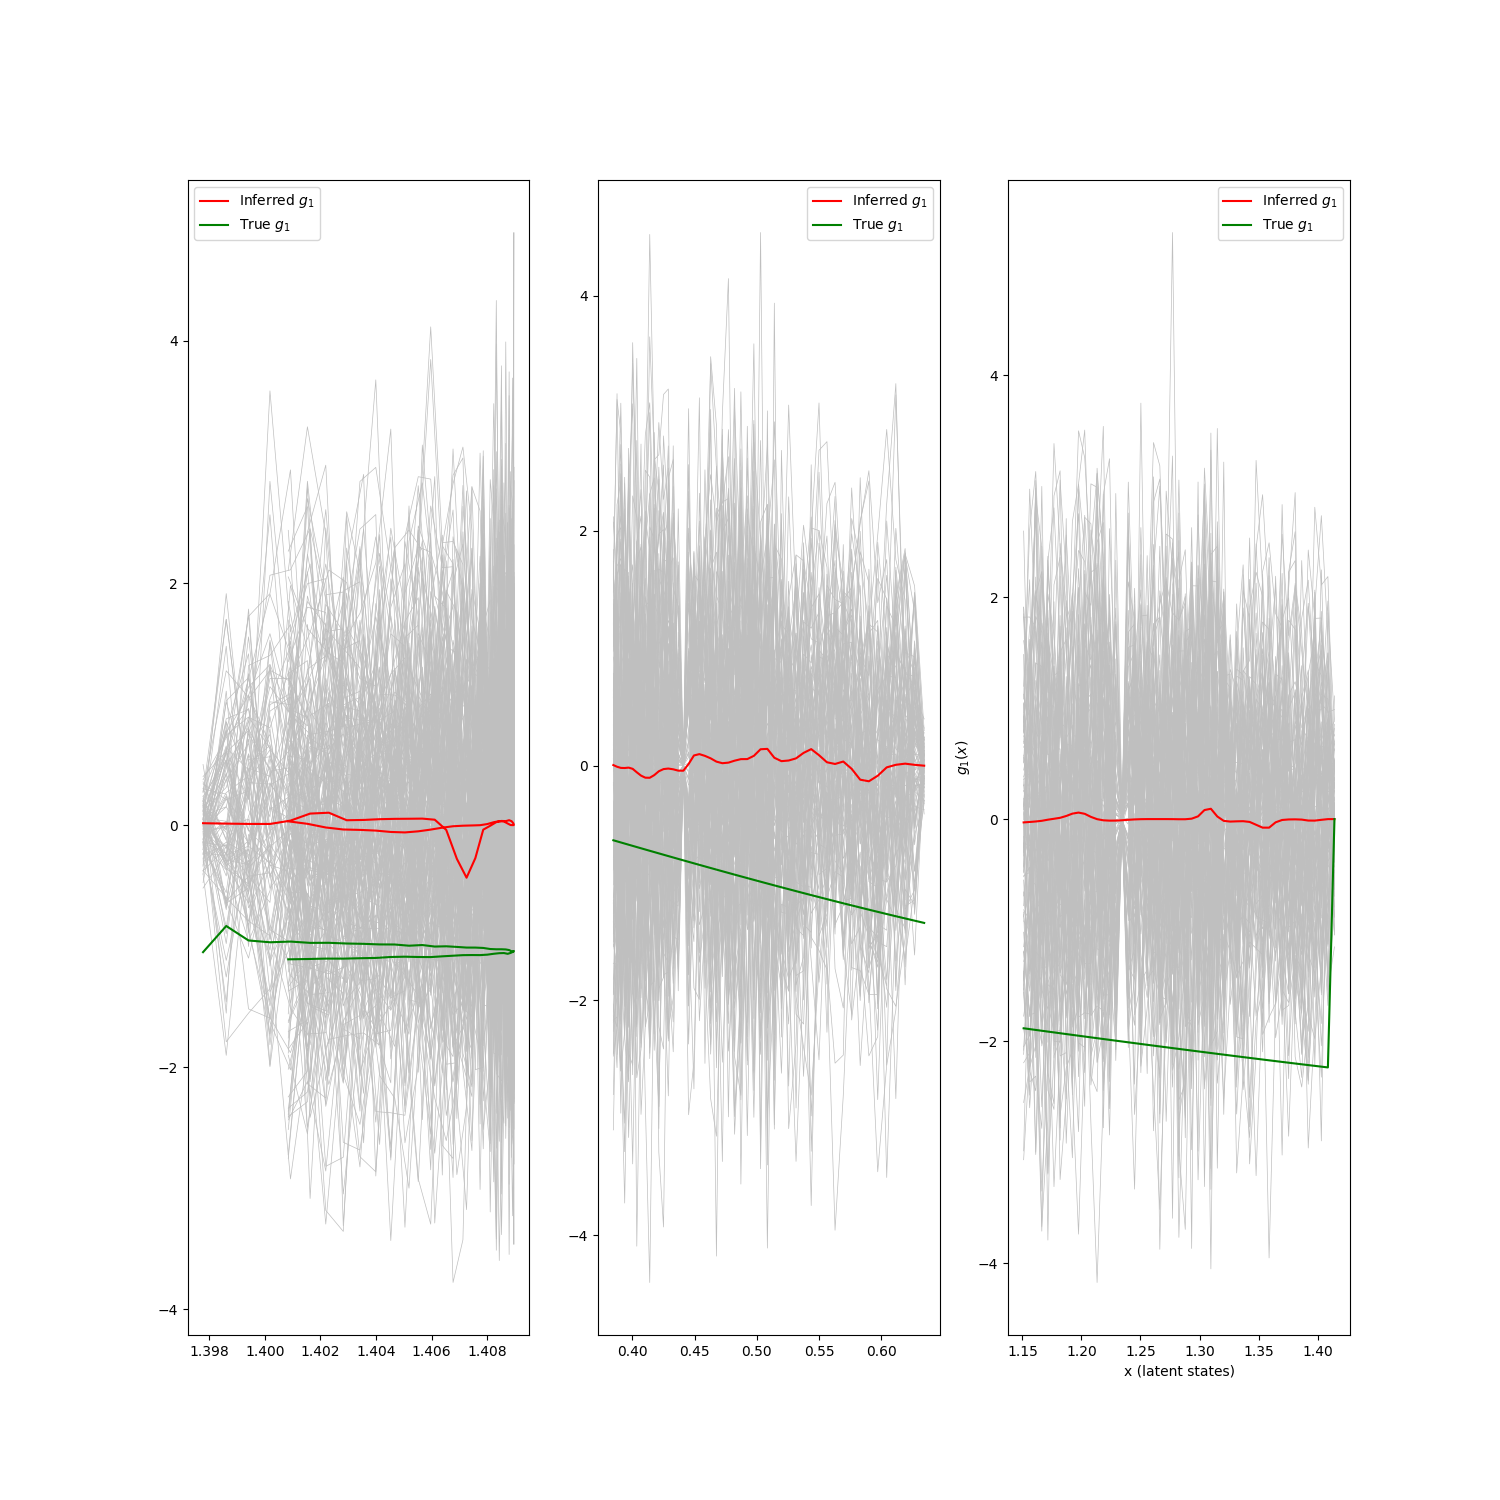 Inferred g₁
True g₁
4
2
0
−2
−4
1.398 1.400 1.402 1.404 1.406 1.408
Inferred g₁
True g₁
4
2
0
−2
−4
0.40 0.45 0.50 0.55 0.60
Inferred g₁
True g₁
g₁(x)
4
2
0
−2
−4
1.15 1.20 1.25 1.30 1.35 1.40
x (latent states)